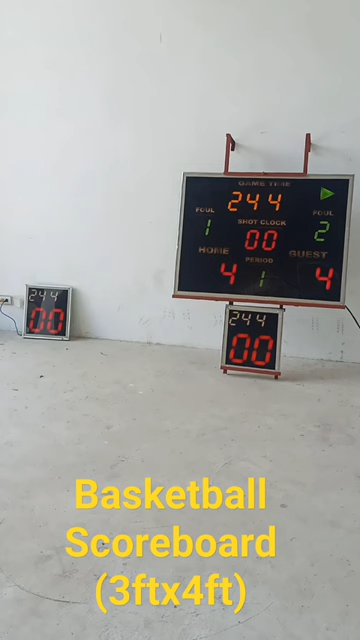 GAME TIME
244
FOUL
FOUL
SHOT CLOCK
1
00
2
HOME
GUEST
PERIOD
4
1
4
244
00
244
00
Basketball
Scoreboard
(3ftx4ft)